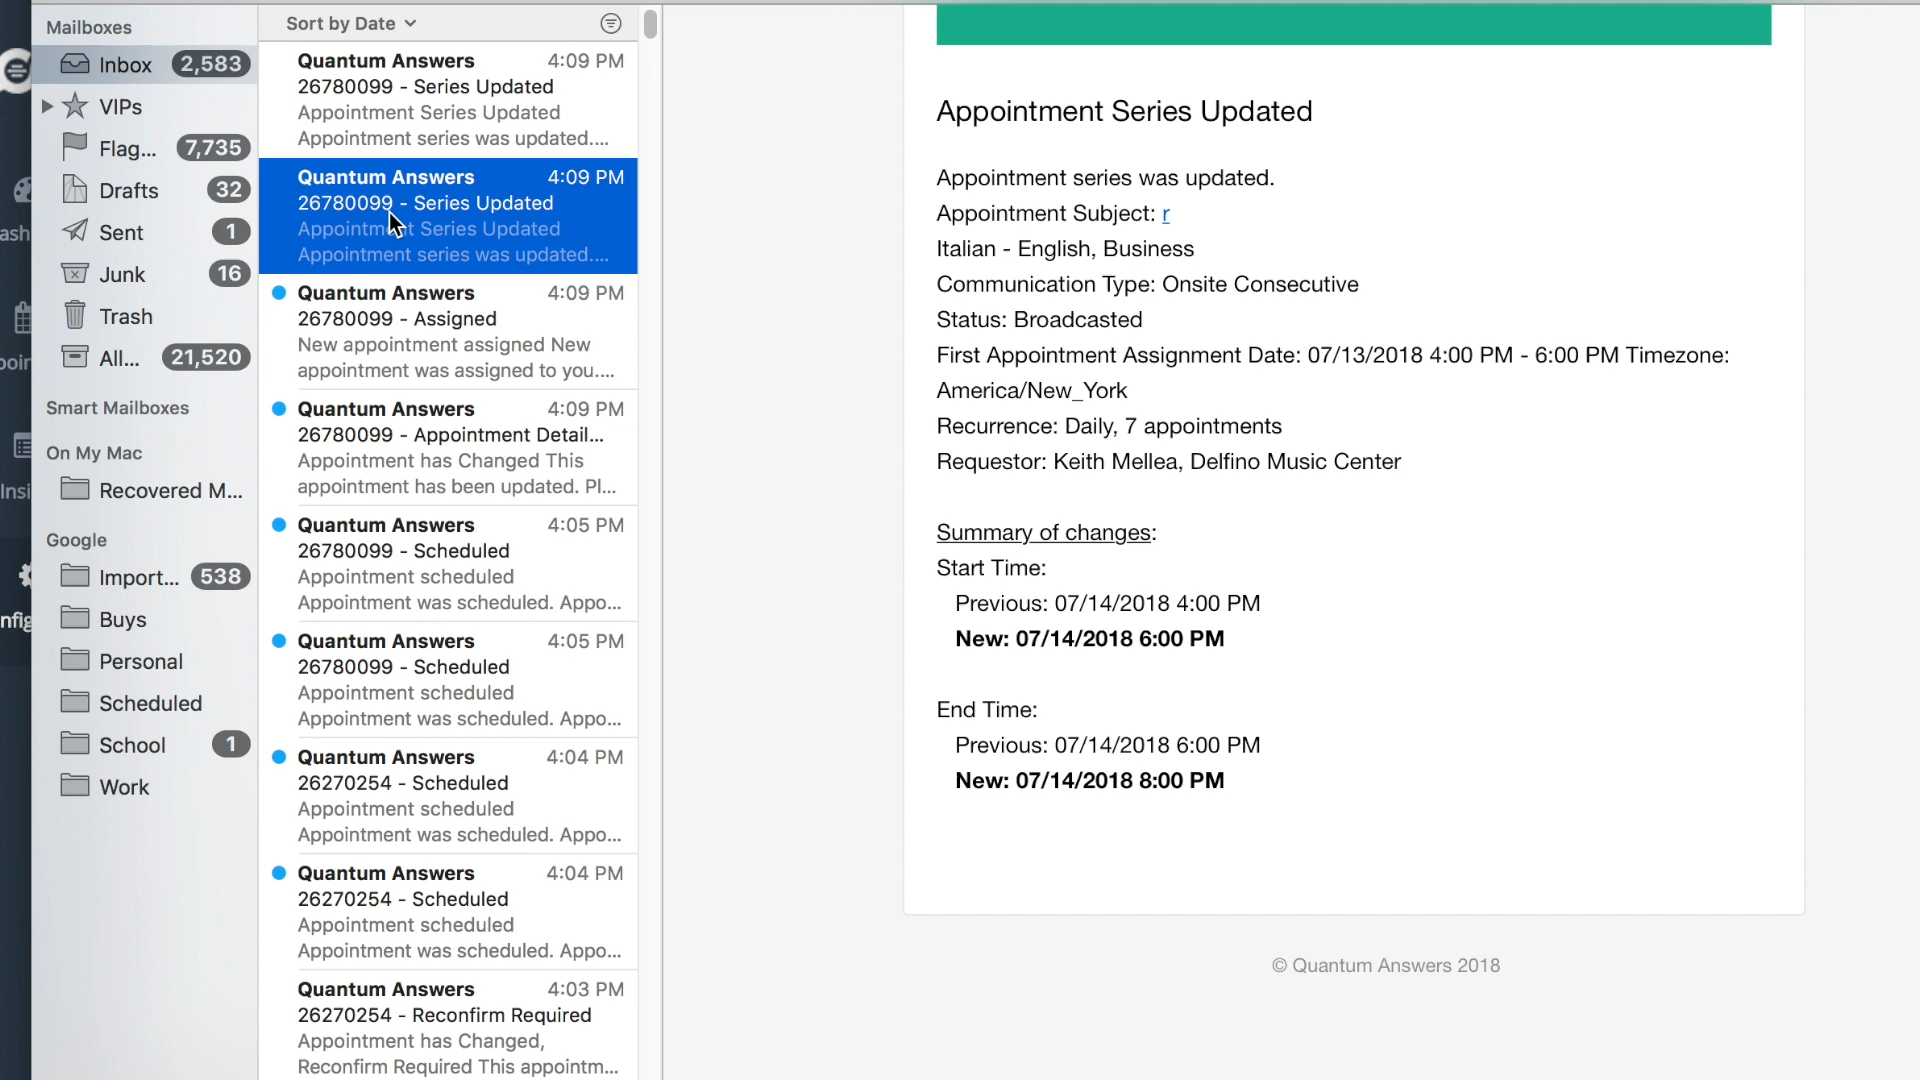 Mailboxes
Inbox 2,583
VIPs
Flag... 7,735
Drafts 32
Sent 1
Junk 16
Trash
All... 21,520
Smart Mailboxes
On My Mac
Recovered M...
Google
Import... 538
Buys
Personal
Scheduled
School 1
Work
Sort by Date
Quantum Answers 4:09 PM
26780099 - Series Updated
Appointment Series Updated
Appointment series was updated....
Quantum Answers 4:09 PM
26780099 - Series Updated
Appointment Series Updated
Appointment series was updated....
Quantum Answers 4:09 PM
26780099 - Assigned
New appointment assigned New
appointment was assigned to you....
Quantum Answers 4:09 PM
26780099 - Appointment Detail...
Appointment has Changed This
appointment has been updated. Pl...
Quantum Answers 4:05 PM
26780099 - Scheduled
Appointment scheduled
Appointment was scheduled. Appo...
Quantum Answers 4:05 PM
26780099 - Scheduled
Appointment scheduled
Appointment was scheduled. Appo...
Quantum Answers 4:04 PM
26270254 - Scheduled
Appointment scheduled
Appointment was scheduled. Appo...
Quantum Answers 4:04 PM
26270254 - Scheduled
Appointment scheduled
Appointment was scheduled. Appo...
Quantum Answers 4:03 PM
26270254 - Reconfirm Required
Appointment has Changed,
Reconfirm Required This appointm...
Appointment Series Updated
Appointment series was updated.
Appointment Subject: r
Italian - English, Business
Communication Type: Onsite Consecutive
Status: Broadcasted
First Appointment Assignment Date: 07/13/2018 4:00 PM - 6:00 PM Timezone:
America/New_York
Recurrence: Daily, 7 appointments
Requestor: Keith Mellea, Delfino Music Center
Summary of changes:
Start Time:
Previous: 07/14/2018 4:00 PM
New: 07/14/2018 6:00 PM
End Time:
Previous: 07/14/2018 6:00 PM
New: 07/14/2018 8:00 PM
© Quantum Answers 2018